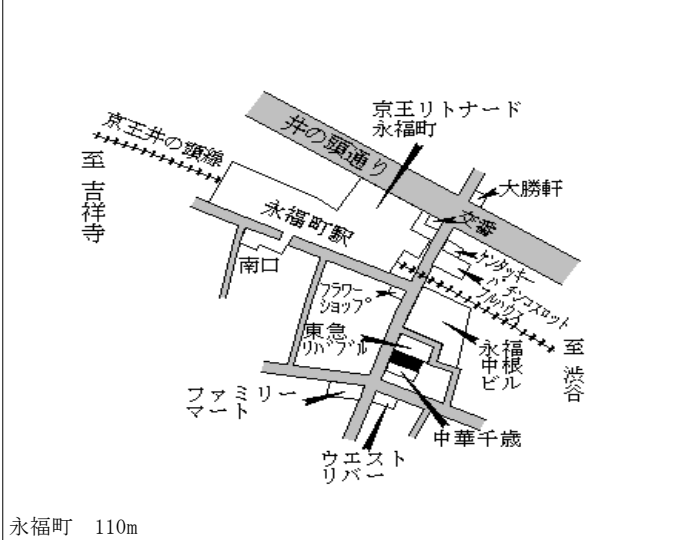 京王リトナード
永福町
京王井の頭線
井の頭通り
至 吉祥寺
大勝軒
交番
永福町駅
ケンタッキー
パチンコスロット
フルハウス
南口
フラワー
ショップ
東急
リバブル
永福
中根
ビル
至 渋谷
ファミリー
マート
中華千歳
ウエスト
リバー
永福町 110m